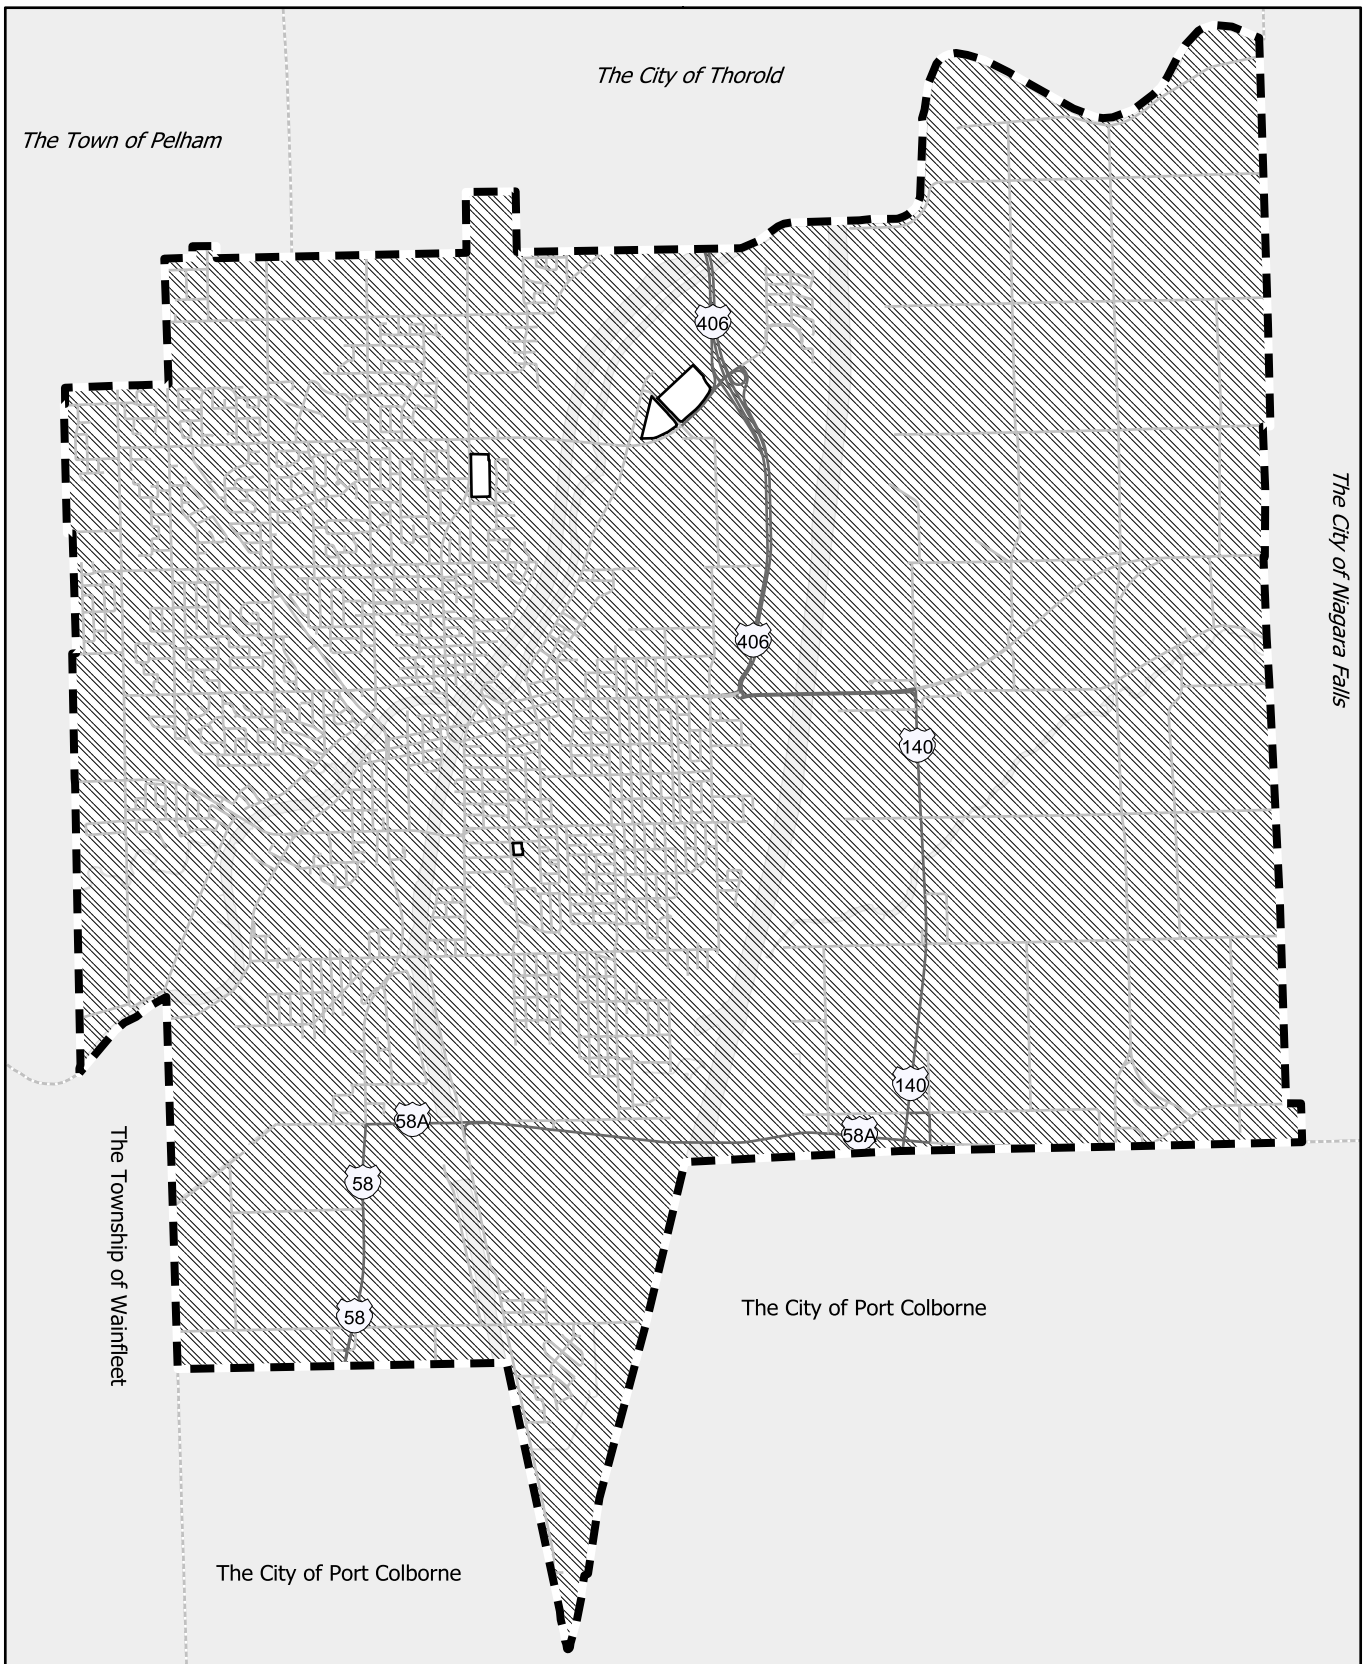 The City of Thorold
The Town of Pelham
406
The City of Niagara Falls
406
140
140
58A
58A
The Township of Wainfleet
58
The City of Port Colborne
58
The City of Port Colborne